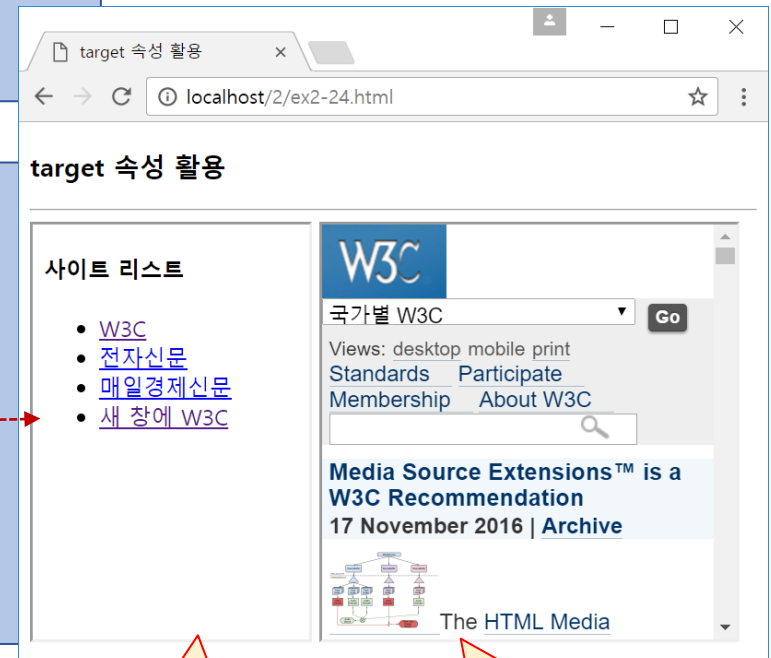 target 속성 활용
localhost/2/ex2-24.html
target 속성 활용
사이트 리스트
W3C
전자신문
매일경제신문
새 창에 W3C
W3C
국가별 W3C
Go
Views: desktop mobile print
Standards Participate
Membership About W3C
Media Source Extensions™ is a
W3C Recommendation
17 November 2016 | Archive
The HTML Media